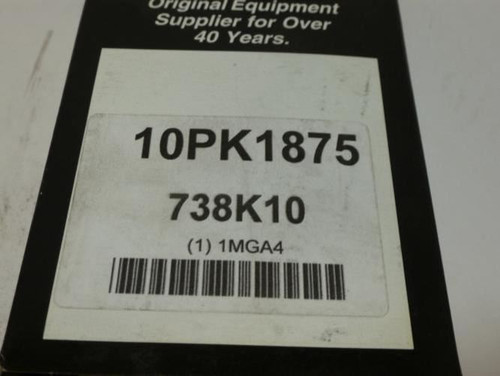 Original Equipment
Supplier for Over
40 Years.
10PK1875
738K10
(1) 1MGA4